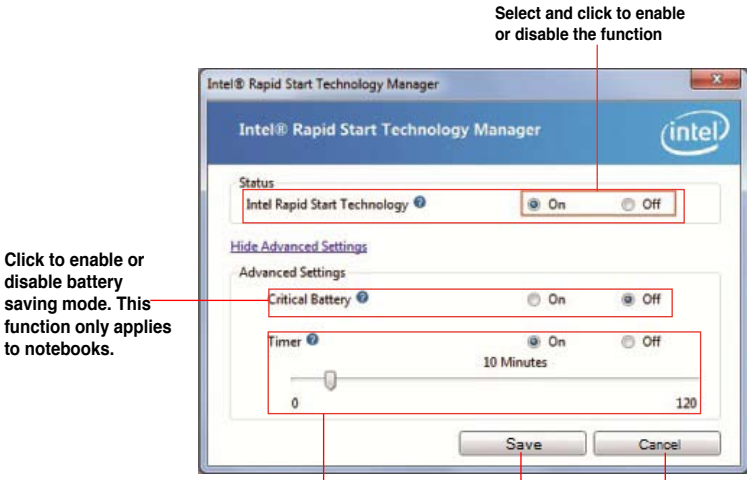 Select and click to enable
or disable the function
Intel® Rapid Start Technology Manager
Intel® Rapid Start Technology Manager
intel
Status
Intel Rapid Start Technology ?
On
Off
Click to enable or
disable battery
saving mode. This
function only applies
to notebooks.
Hide Advanced Settings
Advanced Settings
Critical Battery ?
On
Off
Timer ?
On
Off
10 Minutes
0
120
Save
Cancel